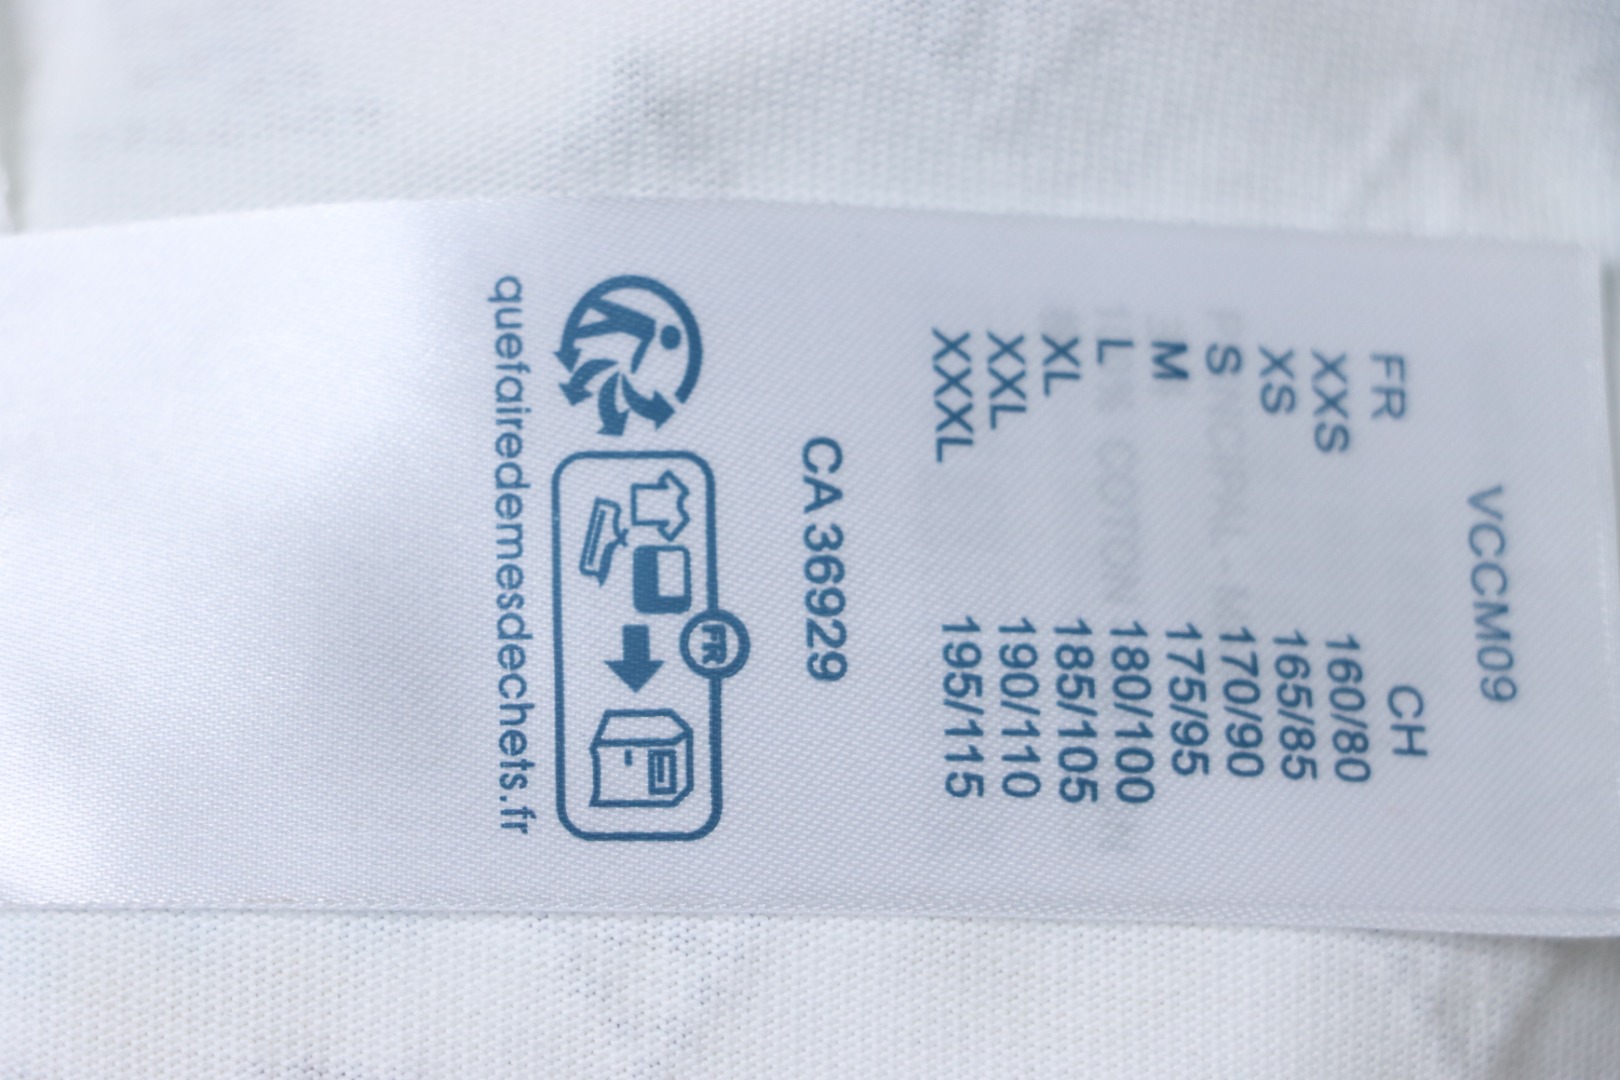 VCCM09
FR CH
XXS 160/80
XS 165/85
S 170/90
M 175/95
L 180/100
XL 185/105
XXL 190/110
XXXL 195/115
CA 36929
FR
quefairedemesdechets.fr